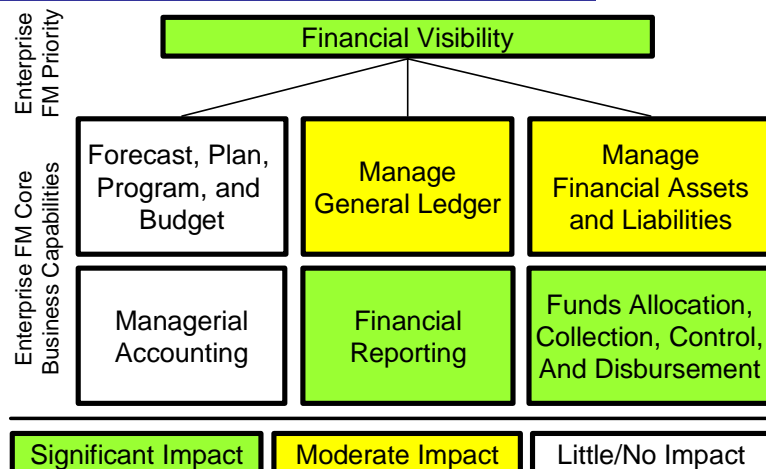 Enterprise
FM Priority
Financial Visibility
Enterprise FM Core
Business Capabilities
Forecast, Plan,
Program, and
Budget
Manage
General Ledger
Manage
Financial Assets
and Liabilities
Managerial
Accounting
Financial
Reporting
Funds Allocation,
Collection, Control,
And Disbursement
Significant Impact
Moderate Impact
Little/No Impact